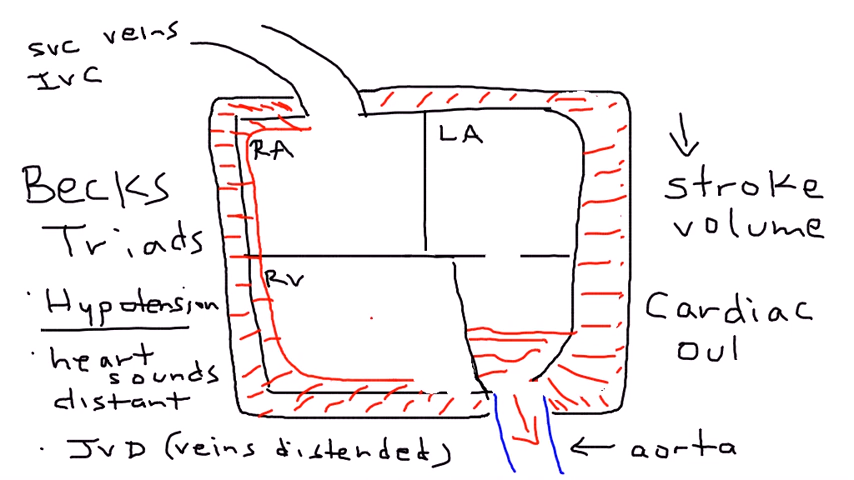 svc veins
IVC
RA
LA
Becks
Triads
RV
· Hypotension
· heart
sounds
distant
· JVD (veins distended)
↓
stroke
volume
Cardiac
Oul
← aorta